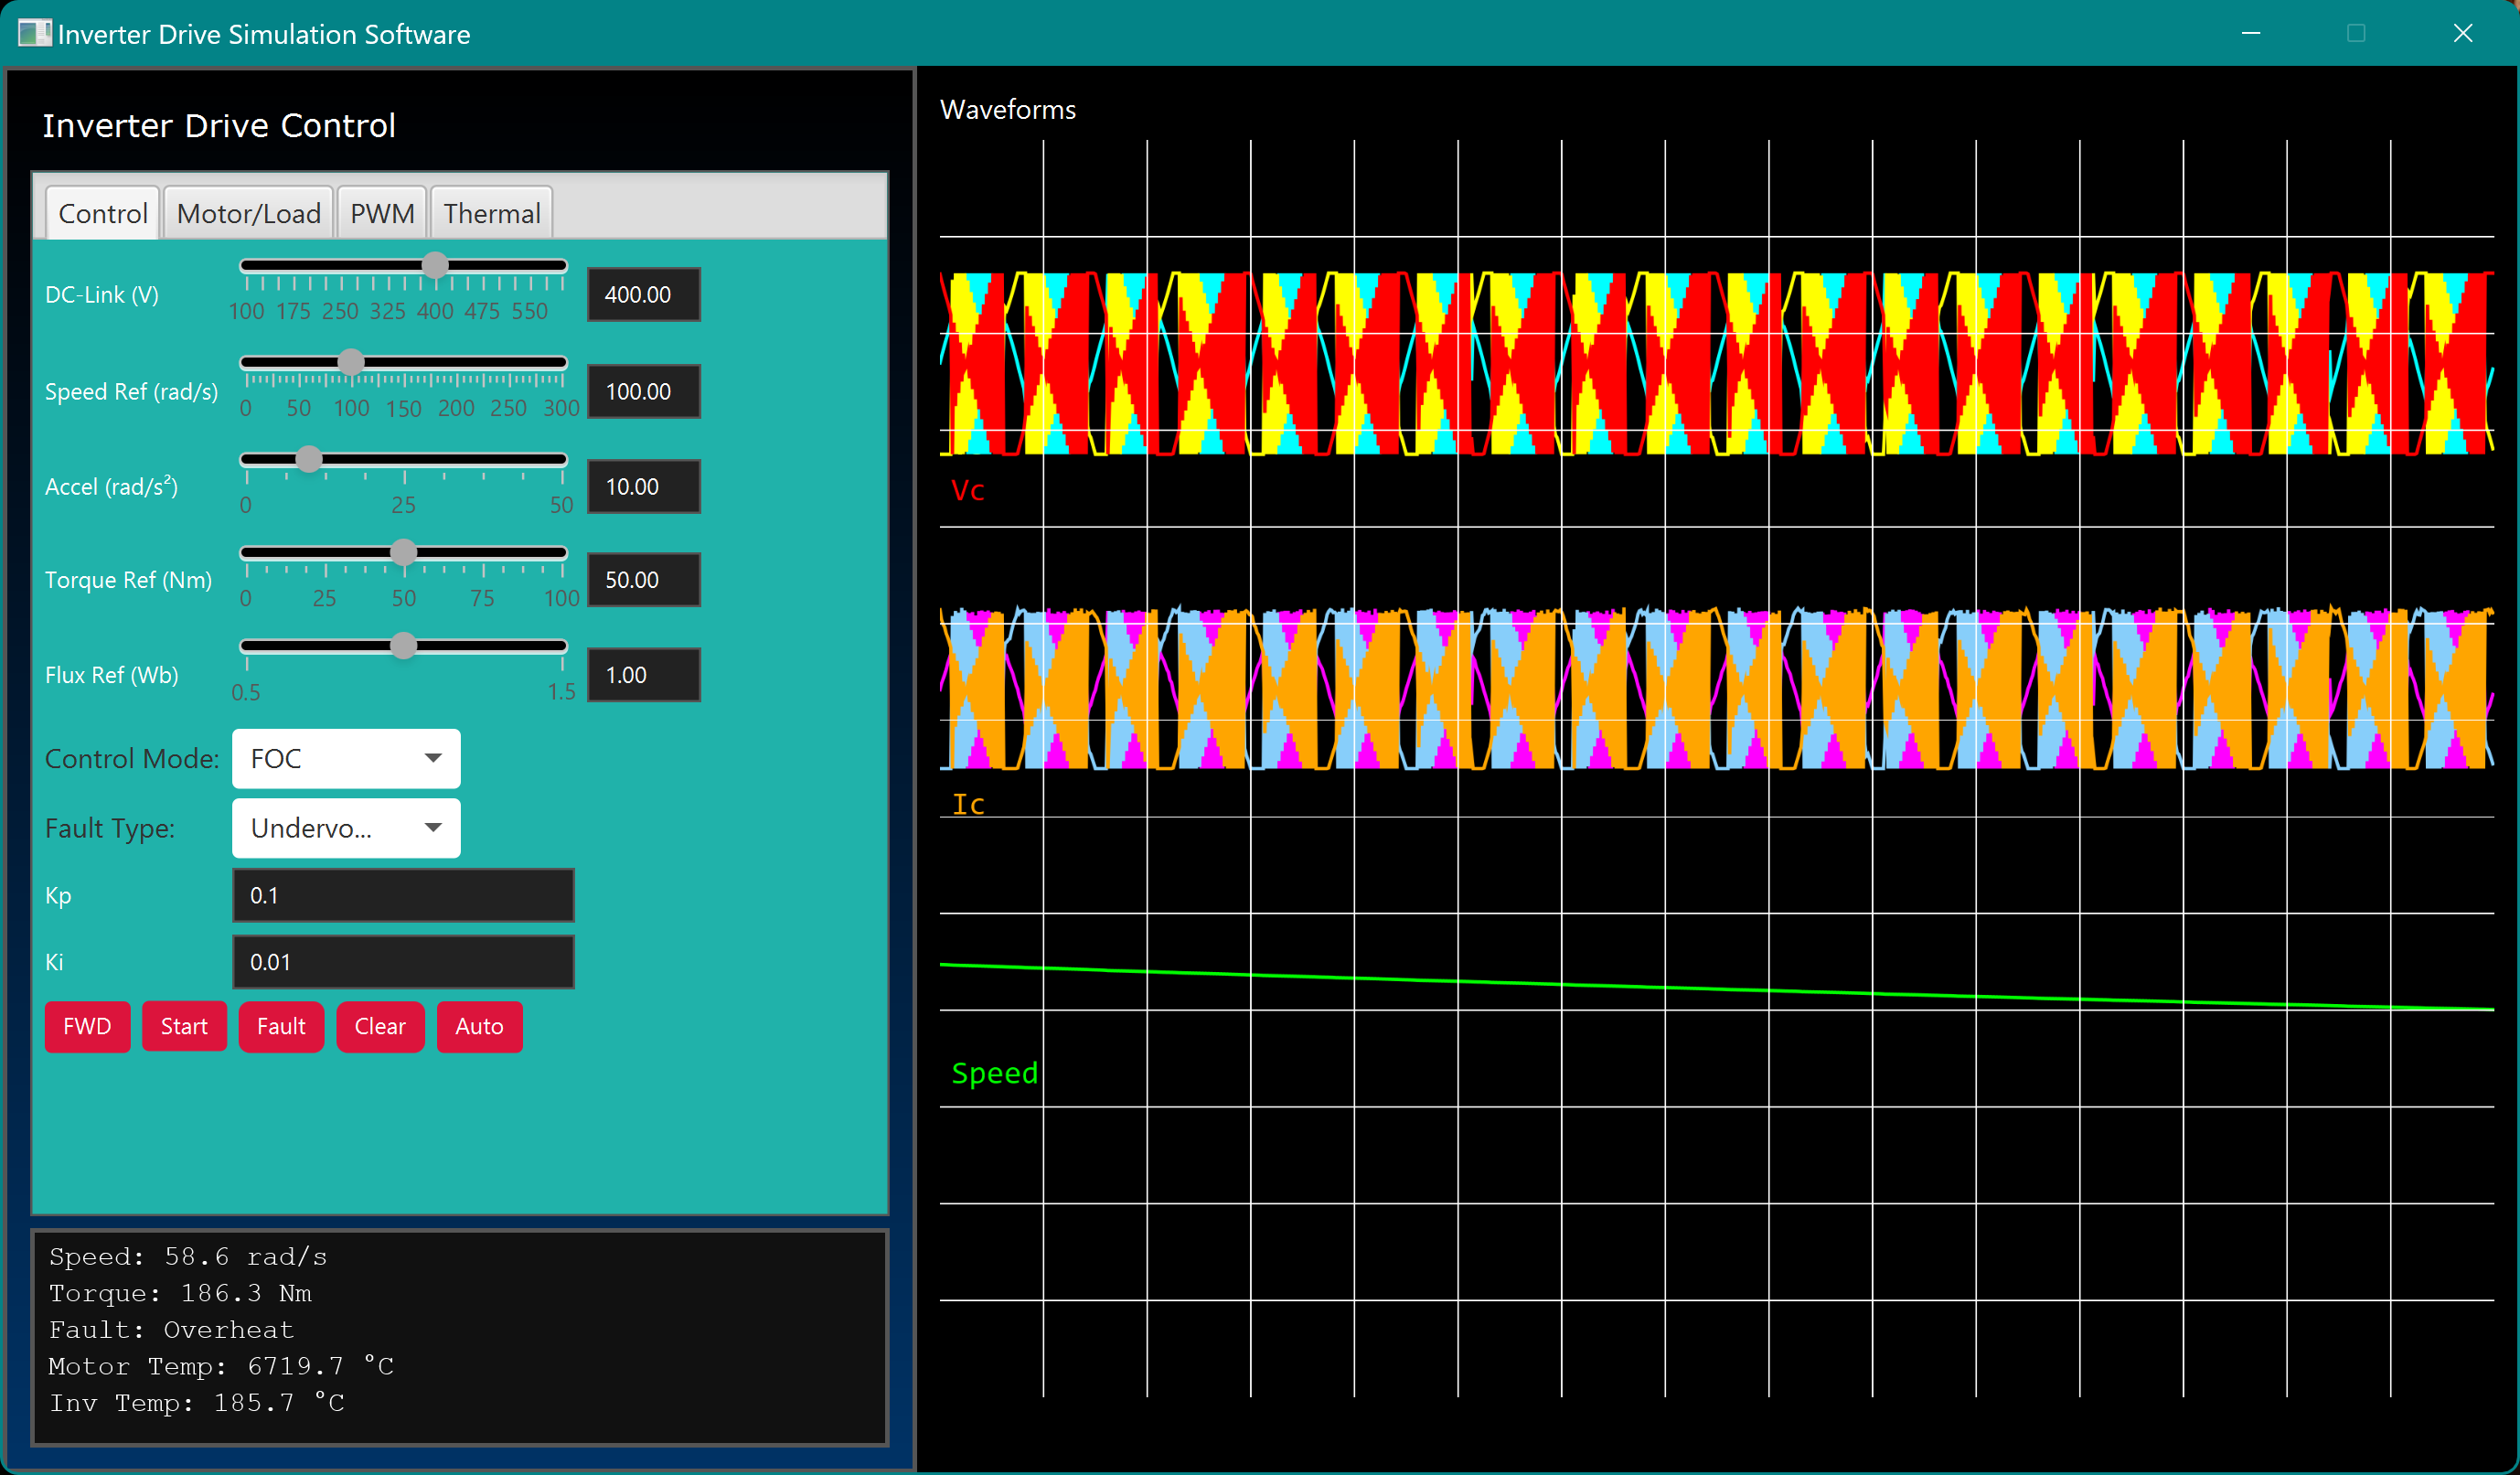 Inverter Drive Simulation Software
Inverter Drive Control
Control Motor/Load PWM Thermal
DC-Link (V) 400.00
100 175 250 325 400 475 550
Speed Ref (rad/s) 100.00
0 50 100 150 200 250 300
Accel (rad/s²) 10.00
0 25 50
Torque Ref (Nm) 50.00
0 25 50 75 100
Flux Ref (Wb) 1.00
0.5 1.5
Control Mode: FOC
Fault Type: Undervo...
Kp 0.1
Ki 0.01
FWD Start Fault Clear Auto
Speed: 58.6 rad/s
Torque: 186.3 Nm
Fault: Overheat
Motor Temp: 6719.7 °C
Inv Temp: 185.7 °C
Waveforms
Vc
Ic
Speed